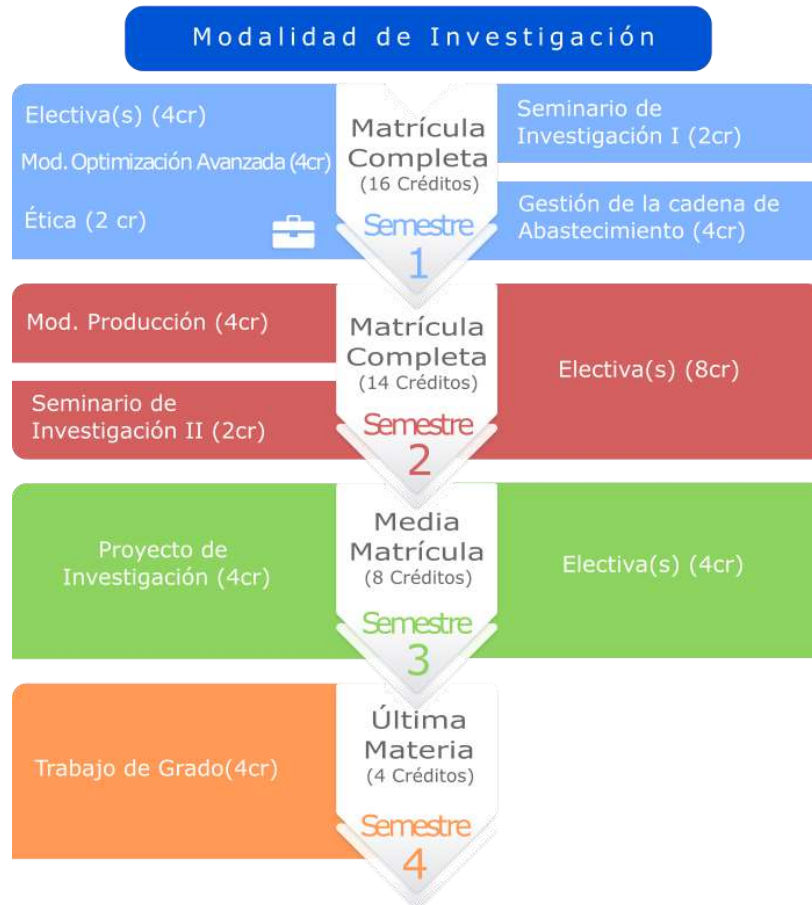 Modalidad de Investigación
Electiva(s) (4cr)
Mod. Optimización Avanzada (4cr)
Ética (2 cr)
Matrícula
Completa
(16 Créditos)
Semestre
1
Seminario de
Investigación I (2cr)
Gestión de la cadena de
Abastecimiento (4cr)
Mod. Producción (4cr)
Seminario de
Investigación II (2cr)
Matrícula
Completa
(14 Créditos)
Semestre
2
Electiva(s) (8cr)
Proyecto de
Investigación (4cr)
Media
Matrícula
(8 Créditos)
Semestre
3
Electiva(s) (4cr)
Trabajo de Grado(4cr)
Última
Materia
(4 Créditos)
Semestre
4